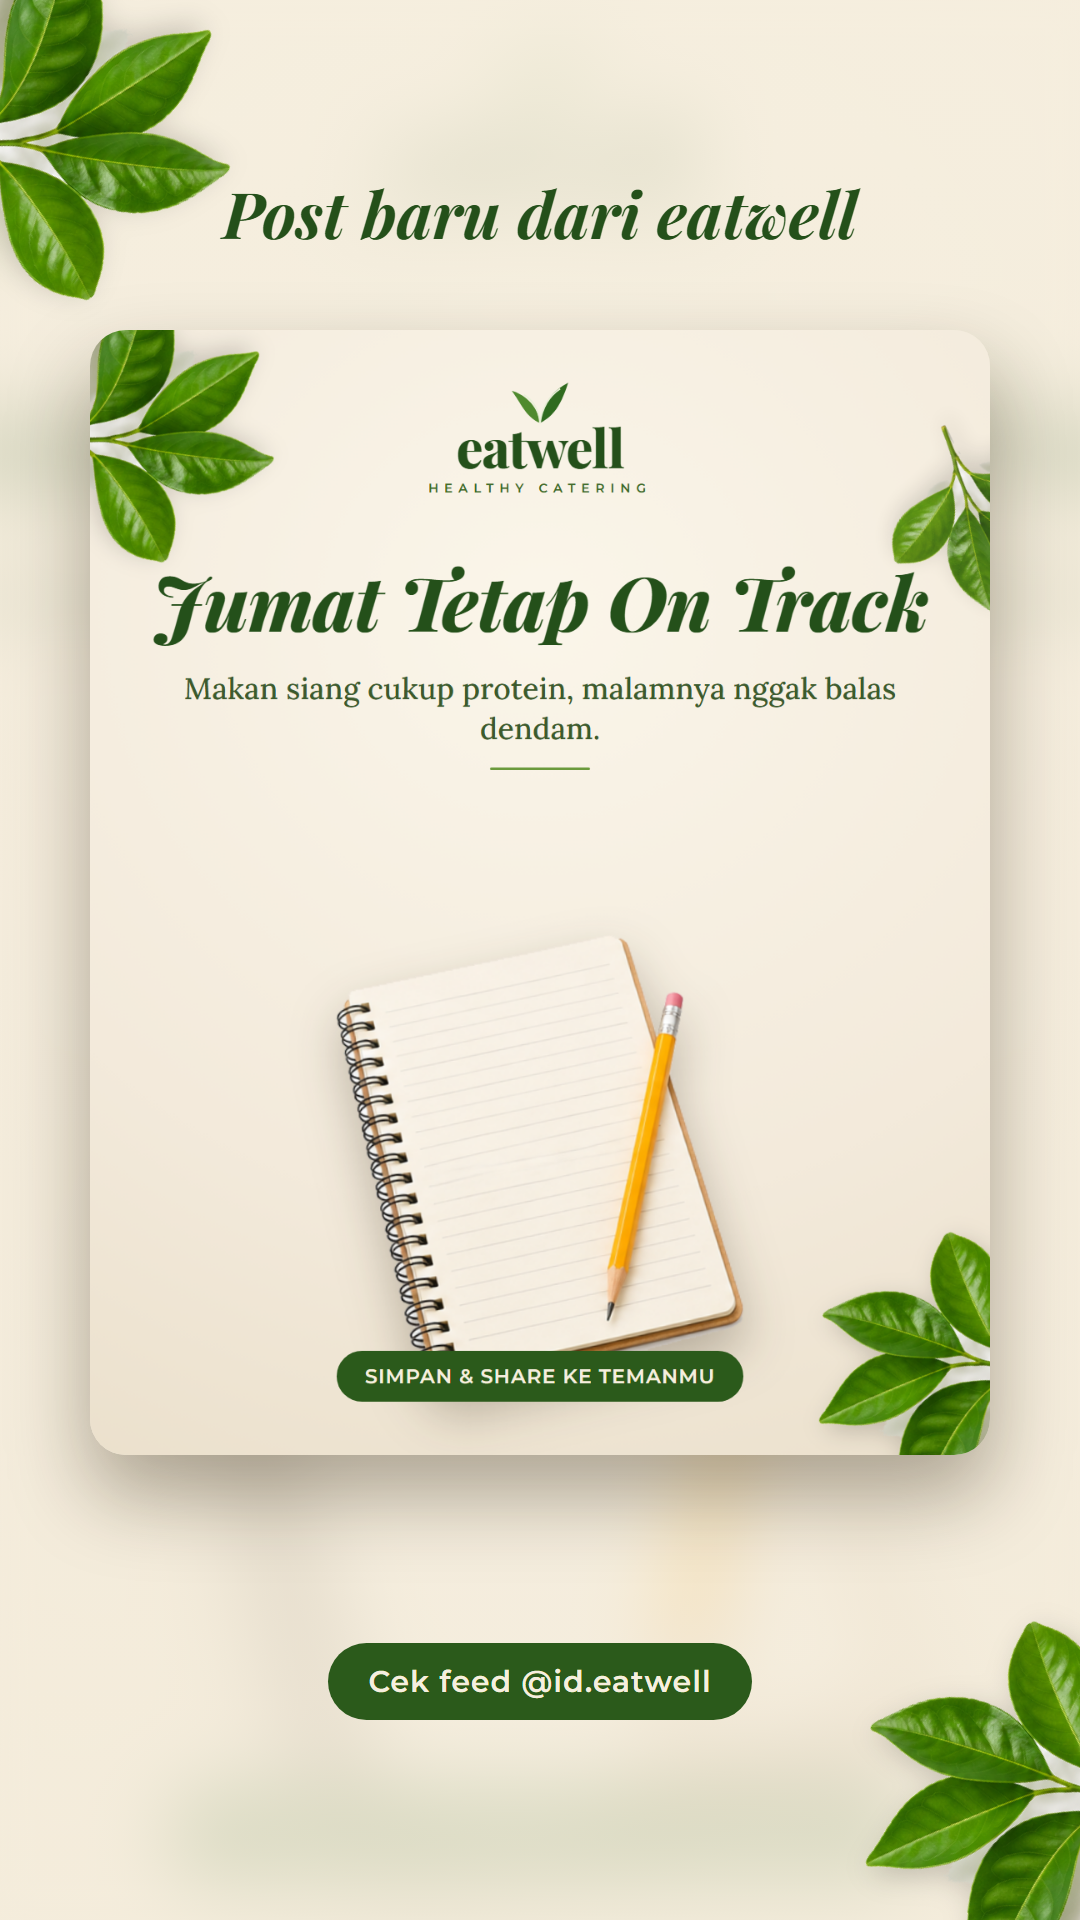 Post baru dari eatwell
eatwell
HEALTHY CATERING
Jumat Tetap On Track
Makan siang cukup protein, malamnya nggak balas
dendam.
SIMPAN & SHARE KE TEMANMU
Cek feed @id.eatwell